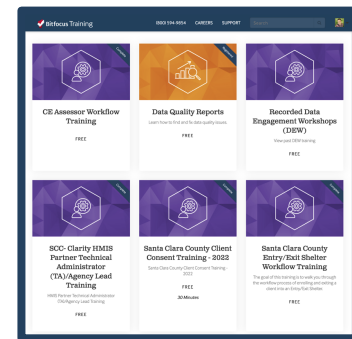 Bitfocus Training
(800) 594-9854 CAREERS SUPPORT Search
CE Assessor Workflow
Training
FREE
Data Quality Reports
Learn how to find and fix data quality issues.
FREE
Recorded Data
Engagement Workshops
(DEW)
View past DEW training
FREE
SCC- Clarity HMIS
Partner Technical
Administrator
(TA)/Agency Lead
Training
HMIS Partner Technical Administrator
(TA)/Agency Lead Training
FREE
Santa Clara County Client
Consent Training - 2022
Santa Clara County Client Consent Training -
2022
FREE
30 Minutes
Santa Clara County
Entry/Exit Shelter
Workflow Training
The goal of this training is to walk you through
the workflow process of enrolling and exiting a
client into an Entry/Exit Shelter.
FREE